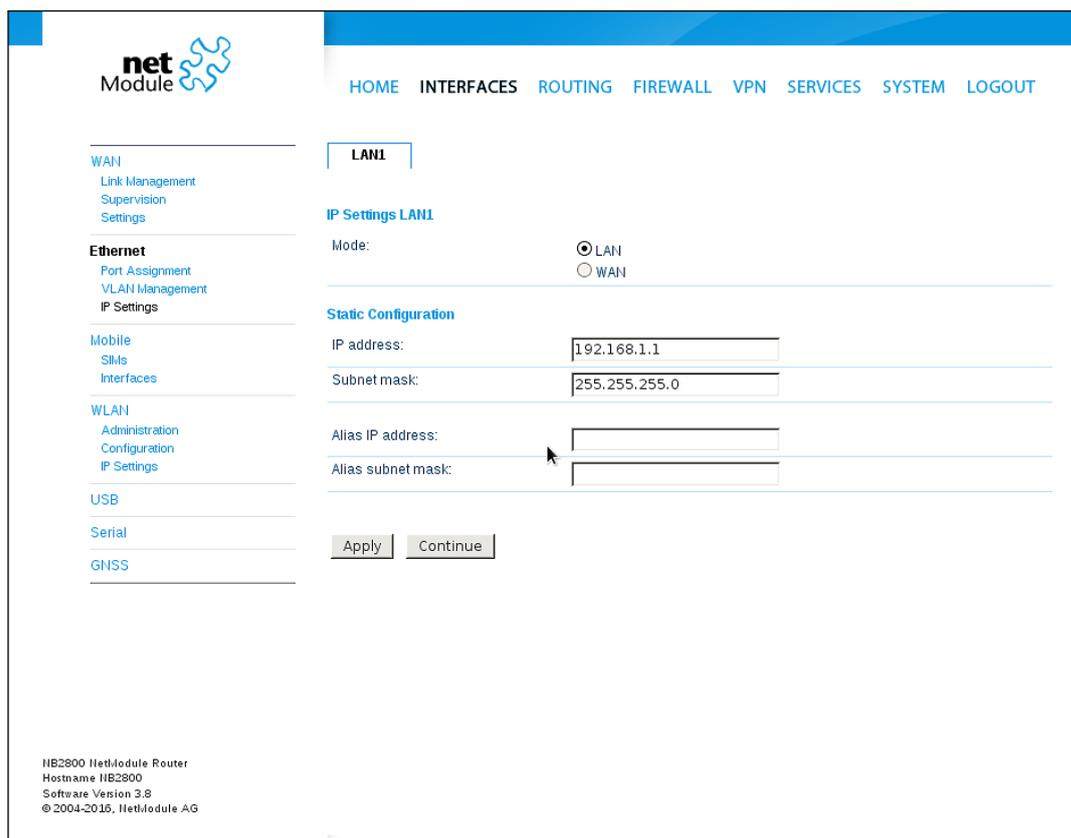 net
Module
HOME INTERFACES ROUTING FIREWALL VPN SERVICES SYSTEM LOGOUT
WAN
Link Management
Supervision
Settings
Ethernet
Port Assignment
VLAN Management
IP Settings
Mobile
SIMs
Interfaces
WLAN
Administration
Configuration
IP Settings
USB
Serial
GNSS
LAN1
IP Settings LAN1
Mode:
LAN
WAN
Static Configuration
IP address: 192.168.1.1
Subnet mask: 255.255.255.0
Alias IP address:
Alias subnet mask:
Apply Continue
NB2800 NetModule Router
Hostname NB2800
Software Version 3.8
© 2004-2016, NetModule AG